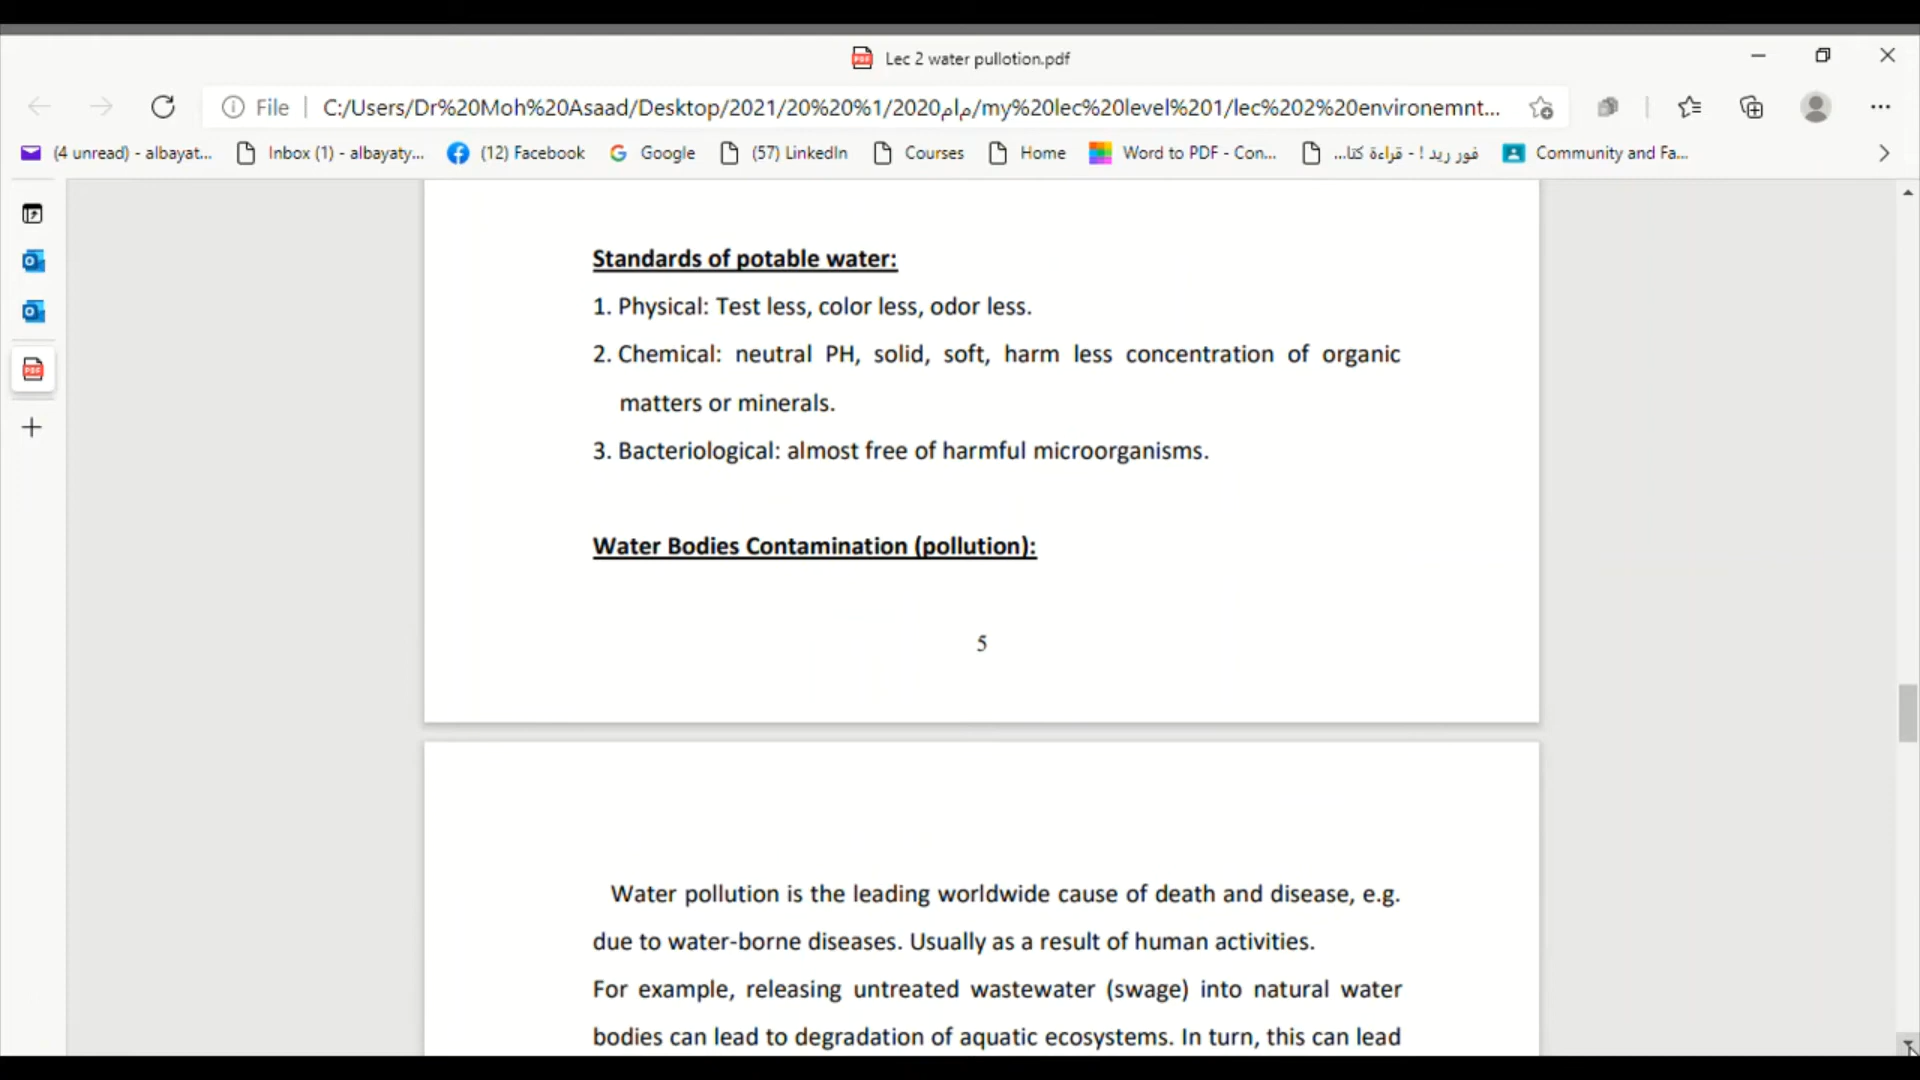 Lec 2 water pullotion.pdf
File
C:/Users/Dr%20Moh%20Asaad/Desktop/2021/20%20%1/2020مام/my%20lec%20level%201/lec%202%20environemnt...
(4 unread) - albayat...
Inbox (1) - albayaty...
(12) Facebook
Google
(57) LinkedIn
Courses
Home
Word to PDF - Con...
فور ريد ! - قراءة كتا...
Community and Fa...
Standards of potable water:
1. Physical: Test less, color less, odor less.
2. Chemical: neutral PH, solid, soft, harm less concentration of organic
matters or minerals.
3. Bacteriological: almost free of harmful microorganisms.
Water Bodies Contamination (pollution):
5
Water pollution is the leading worldwide cause of death and disease, e.g.
due to water-borne diseases. Usually as a result of human activities.
For example, releasing untreated wastewater (swage) into natural water
bodies can lead to degradation of aquatic ecosystems. In turn, this can lead